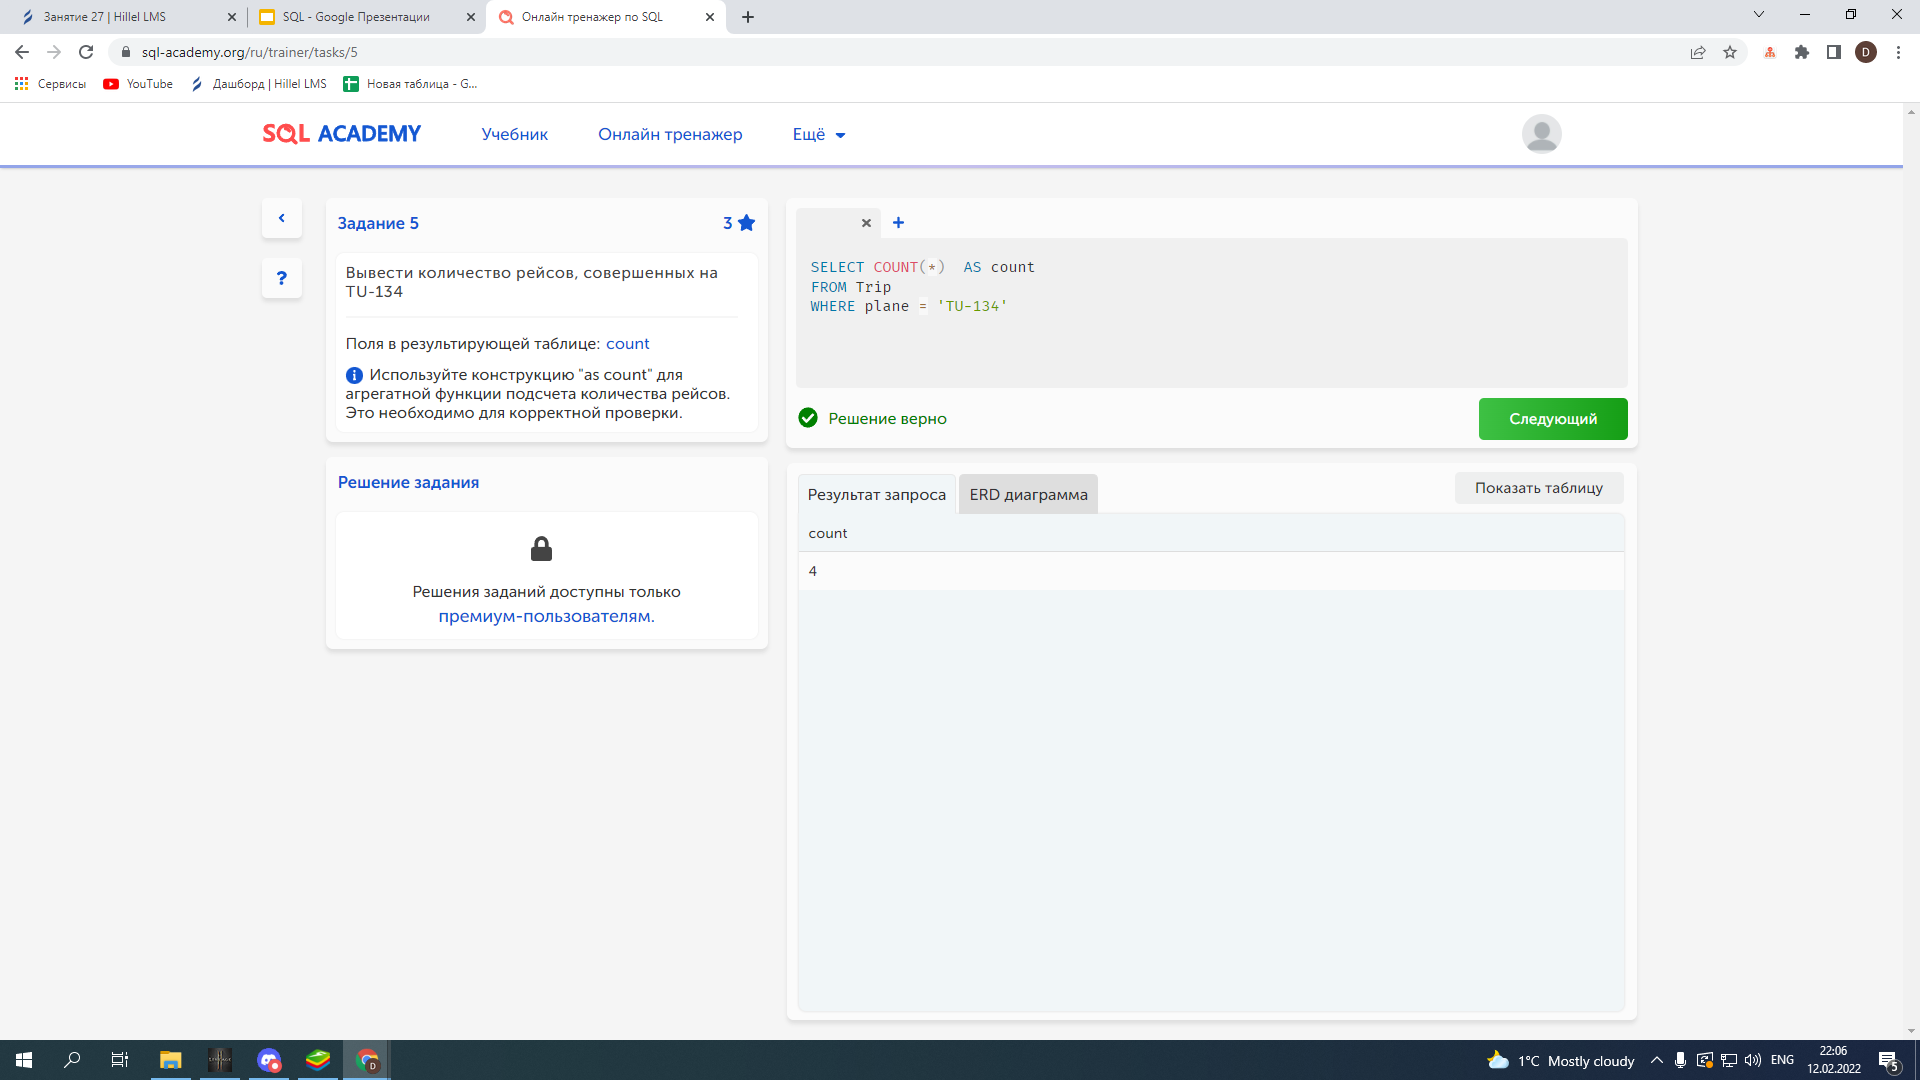 Занятие 27 | Hillel LMS
SQL - Google Презентации
Онлайн тренажер по SQL
sql-academy.org/ru/trainer/tasks/5
D
Сервисы
YouTube
Дашборд | Hillel LMS
Новая таблица - G...
SQL ACADEMY
Учебник
Онлайн тренажер
Ещё
Задание 5
3
?
Вывести количество рейсов, совершенных на
TU-134
Поля в результирующей таблице: count
Используйте конструкцию "as count" для
агрегатной функции подсчета количества рейсов.
Это необходимо для корректной проверки.
Решение задания
Решения заданий доступны только
премиум-пользователям.
SELECT COUNT(*)  AS count
FROM Trip
WHERE plane = 'TU-134'
Решение верно
Следующий
Результат запроса
ERD диаграмма
Показать таблицу
count
4
D
1°C Mostly cloudy
ENG
22:06
12.02.2022
5